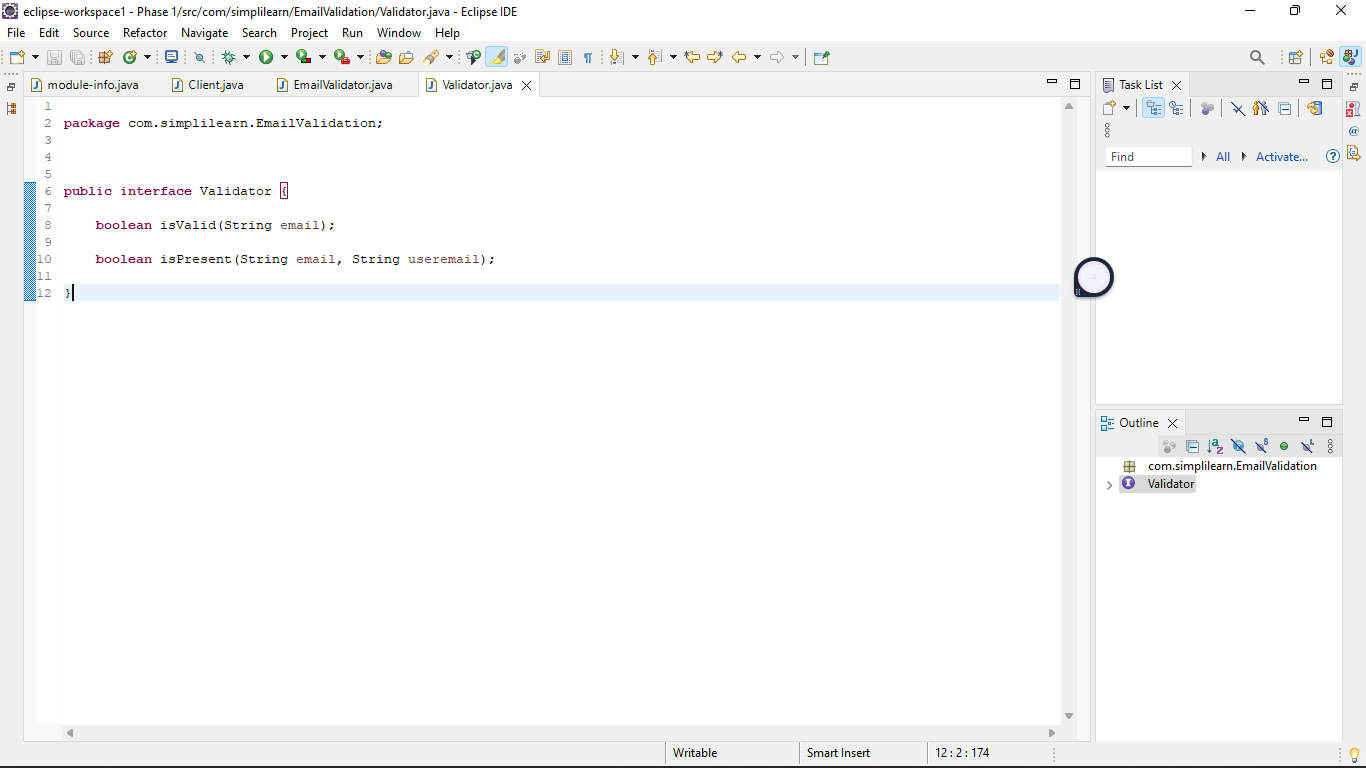 eclipse-workspace1 - Phase 1/src/com/simplilearn/EmailValidation/Validator.java - Eclipse IDE
File Edit Source Refactor Navigate Search Project Run Window Help
module-info.java Client.java EmailValidator.java Validator.java
1
2 package com.simplilearn.EmailValidation;
3
4
5
6 public interface Validator {
7
8 boolean isValid(String email);
9
10 boolean isPresent(String email, String useremail);
11
12 }
Task List
Find All Activate...
Outline
com.simplilearn.EmailValidation
Validator
Writable Smart Insert 12 : 2 : 174